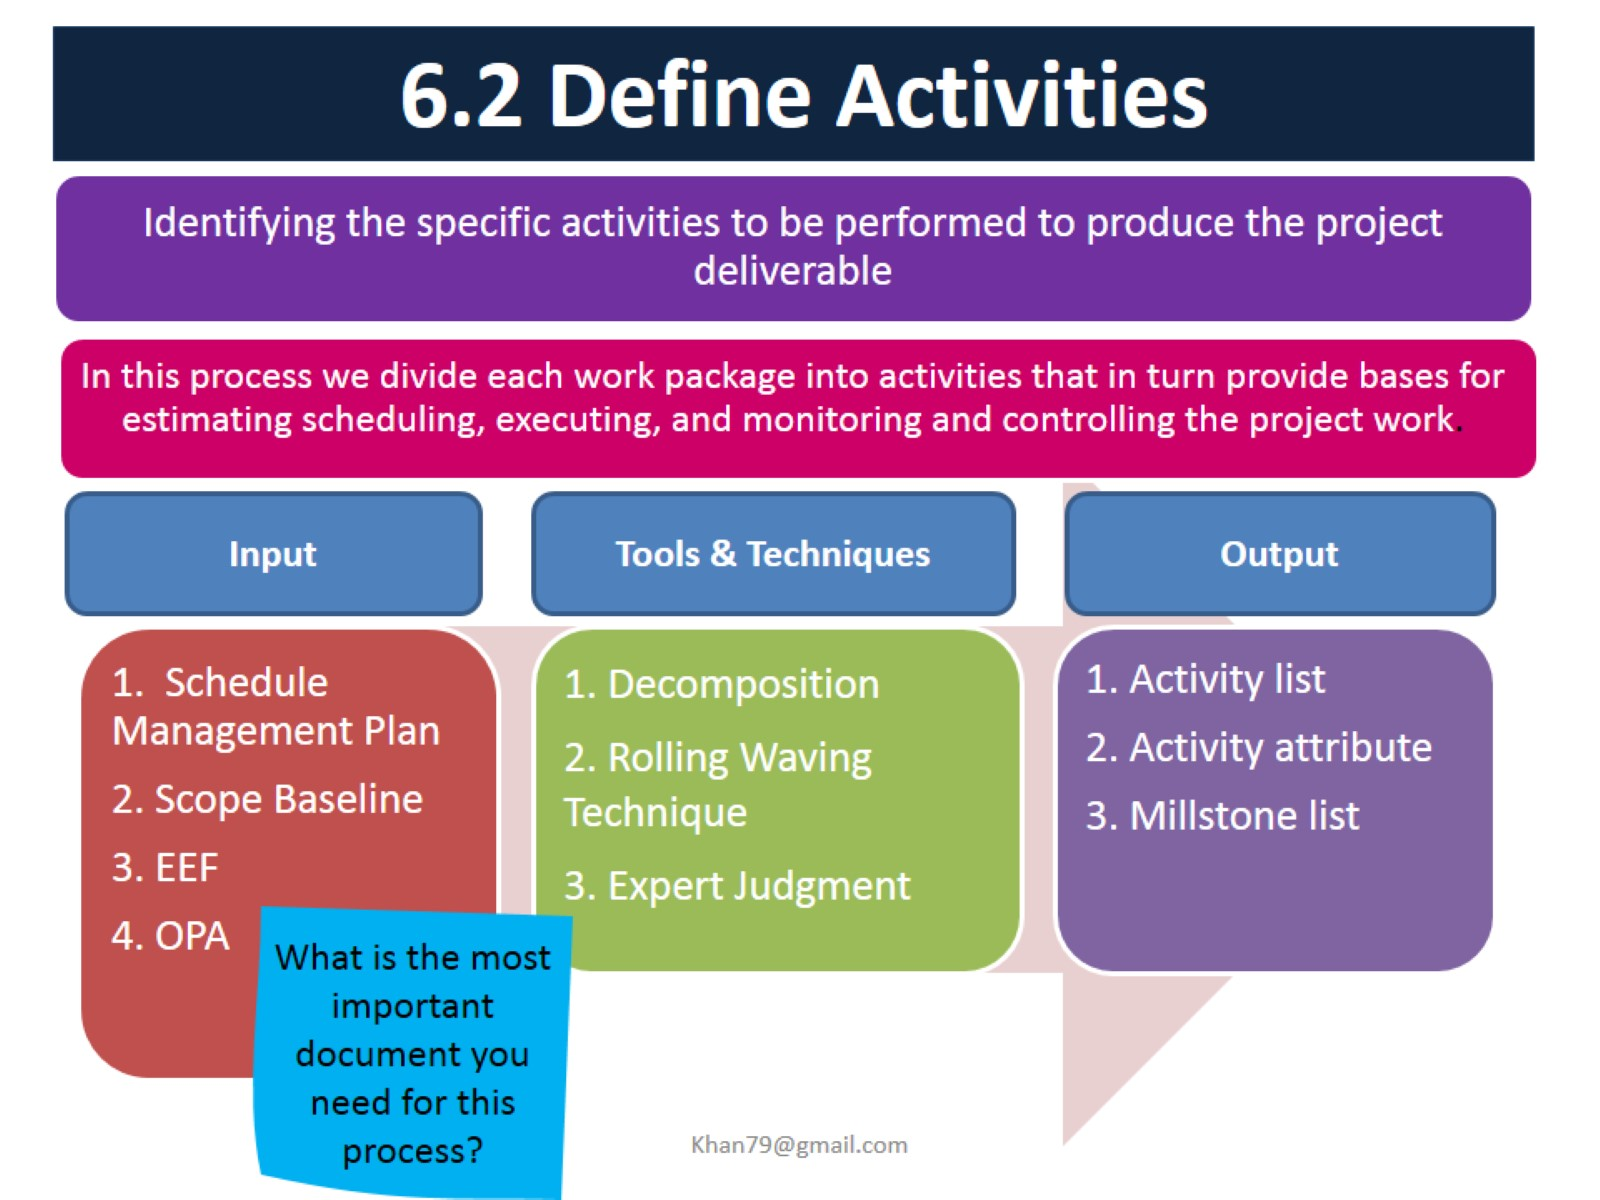 6.2 Define Activities
Identifying the specific activities to be performed to produce the project
deliverable
In this process we divide each work package into activities that in turn provide bases for
estimating scheduling, executing, and monitoring and controlling the project work.
Input
Tools & Techniques
Output
1. Schedule
Management Plan
2. Scope Baseline
3. EEF
4. OPA
1. Decomposition
2. Rolling Waving
Technique
3. Expert Judgment
1. Activity list
2. Activity attribute
3. Millstone list
What is the most
important
document you
need for this
process?
Khan79@gmail.com